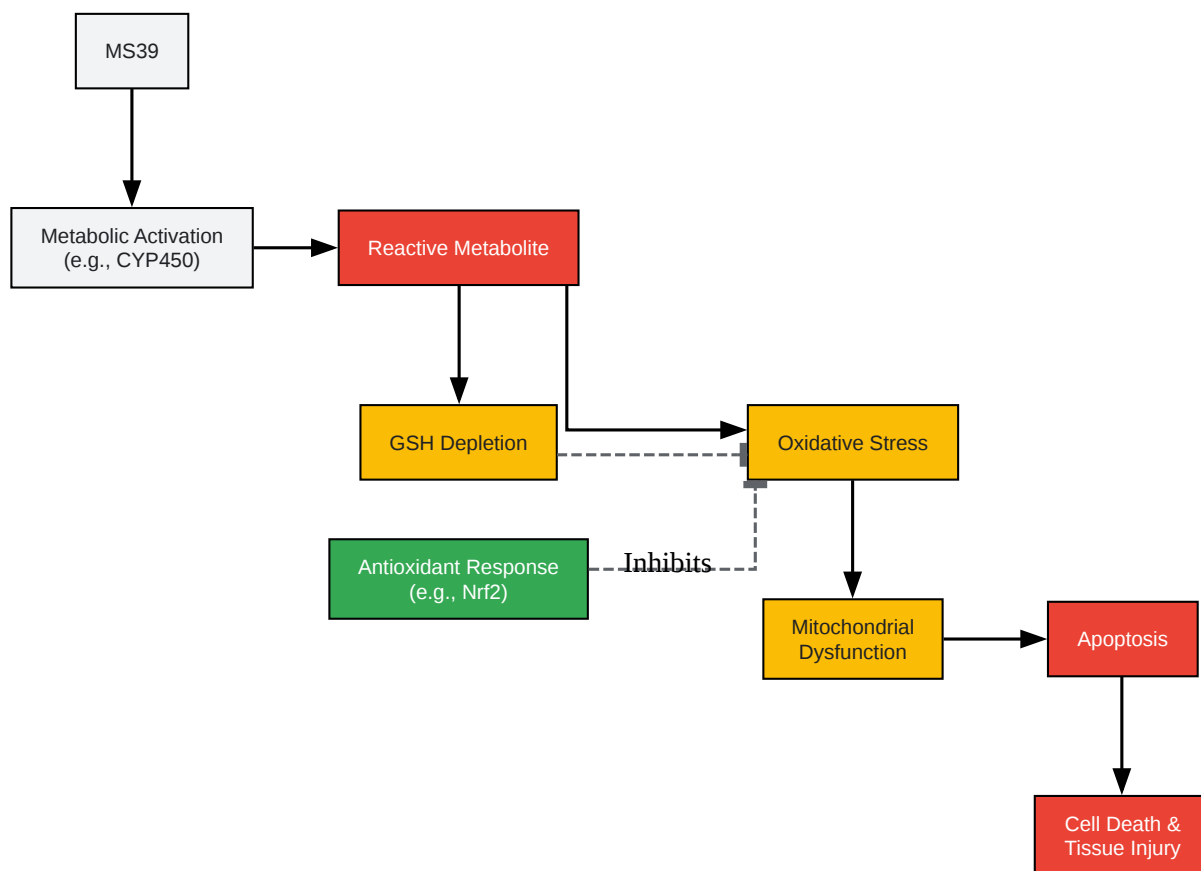 MS39
Metabolic Activation
(e.g., CYP450)
Reactive Metabolite
GSH Depletion
Oxidative Stress
Antioxidant Response
(e.g., Nrf2)
Inhibits
Mitochondrial
Dysfunction
Apoptosis
Cell Death &
Tissue Injury